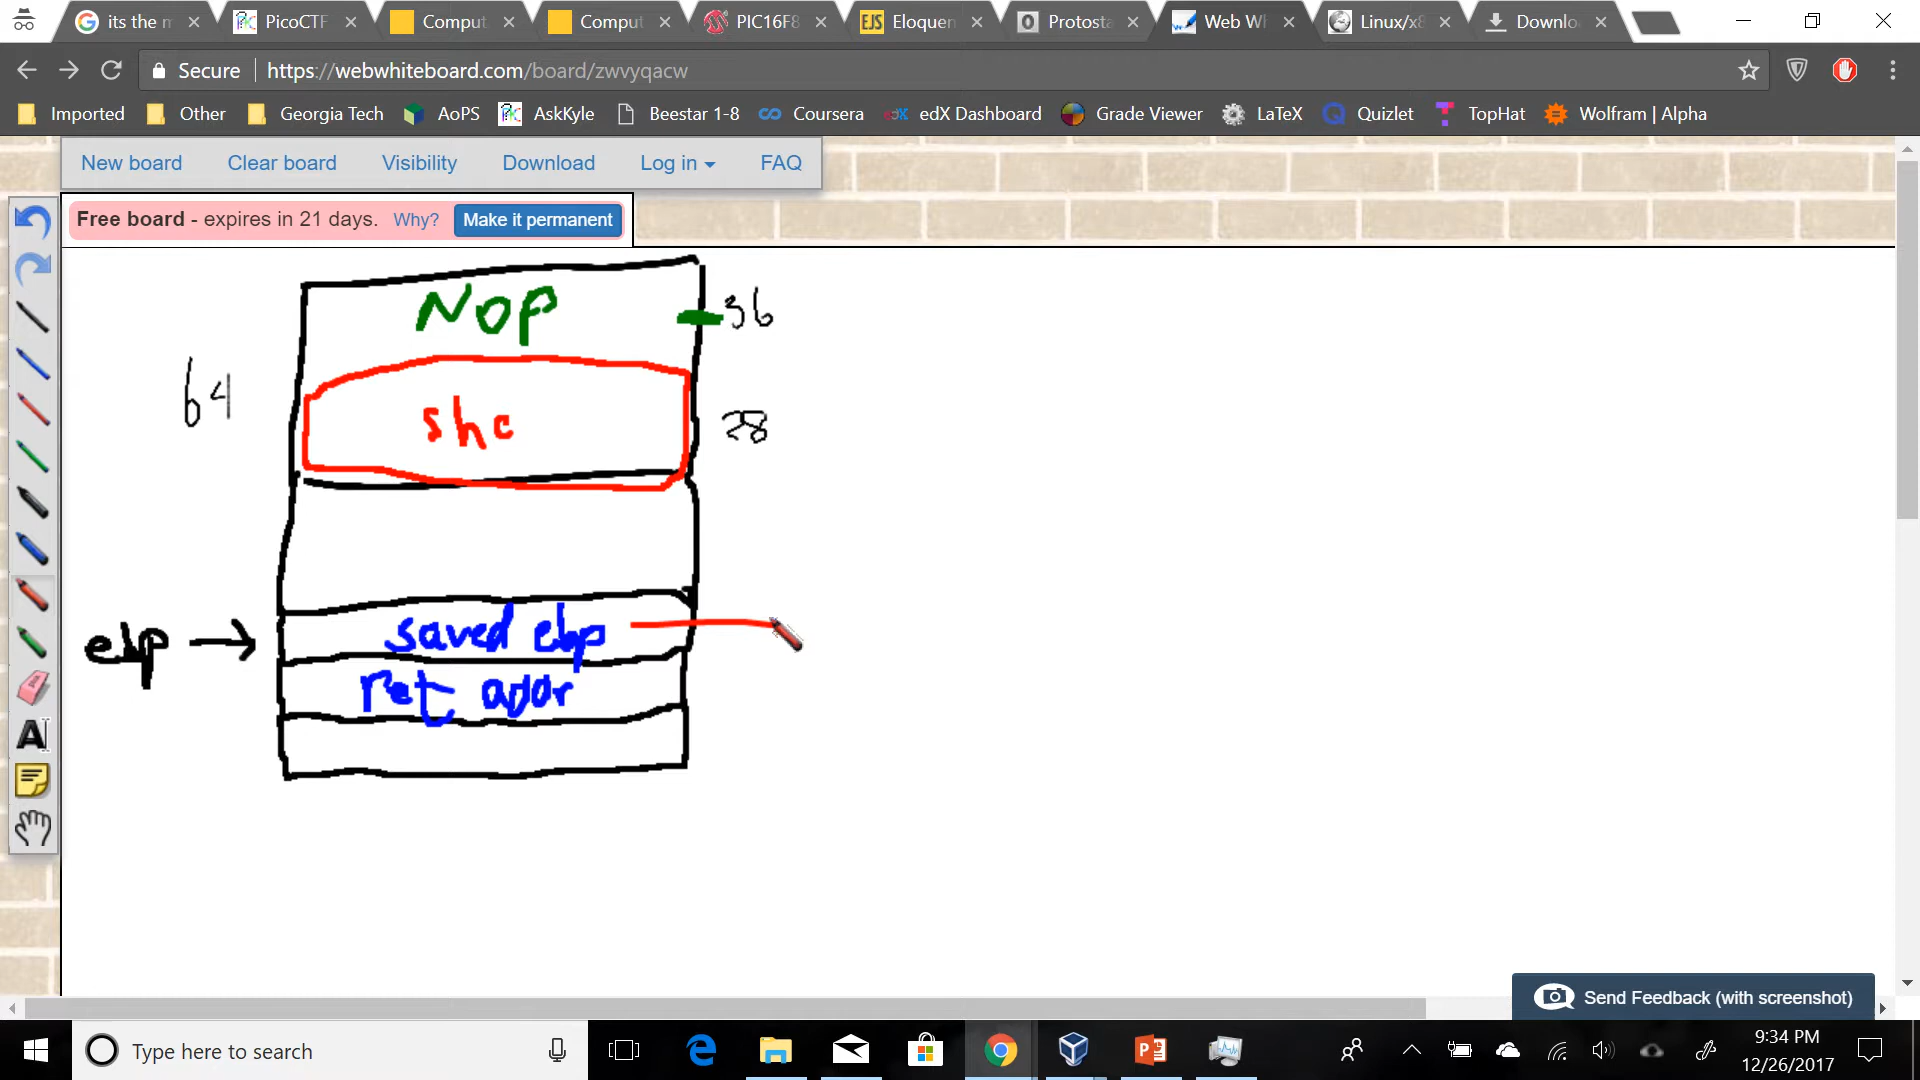 its the m PicoCTF Comput Comput PIC16F8 EJS Eloquen Protosta Web Wh Linux/x8 Downlo
Secure https://webwhiteboard.com/board/zwvyqacw
Imported Other Georgia Tech AoPS AskKyle Beestar 1-8 Coursera edX Dashboard Grade Viewer LaTeX Quizlet TopHat Wolfram | Alpha
New board Clear board Visibility Download Log in FAQ
Free board - expires in 21 days. Why? Make it permanent
NOP 36
64 shc 28
ebp → saved ebp
ret addr
A
Send Feedback (with screenshot)
Type here to search
9:34 PM
12/26/2017